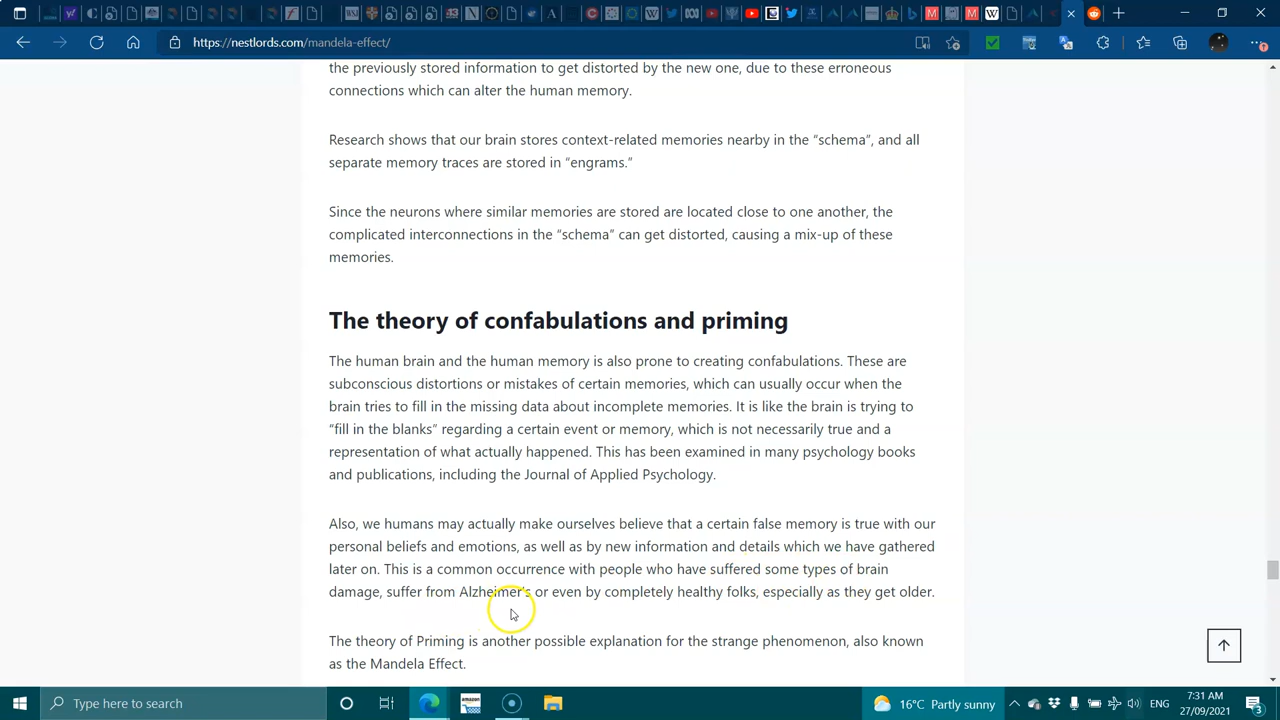 https://nestlords.com/mandela-effect/
the previously stored information to get distorted by the new one, due to these erroneous
connections which can alter the human memory.
Research shows that our brain stores context-related memories nearby in the “schema”, and all
separate memory traces are stored in “engrams.”
Since the neurons where similar memories are stored are located close to one another, the
complicated interconnections in the “schema” can get distorted, causing a mix-up of these
memories.
The theory of confabulations and priming
The human brain and the human memory is also prone to creating confabulations. These are
subconscious distortions or mistakes of certain memories, which can usually occur when the
brain tries to fill in the missing data about incomplete memories. It is like the brain is trying to
“fill in the blanks” regarding a certain event or memory, which is not necessarily true and a
representation of what actually happened. This has been examined in many psychology books
and publications, including the Journal of Applied Psychology.
Also, we humans may actually make ourselves believe that a certain false memory is true with our
personal beliefs and emotions, as well as by new information and details which we have gathered
later on. This is a common occurrence with people who have suffered some types of brain
damage, suffer from Alzheimer’s or even by completely healthy folks, especially as they get older.
The theory of Priming is another possible explanation for the strange phenomenon, also known
as the Mandela Effect.
Type here to search
amazon
16°C Partly sunny
ENG
7:31 AM
27/09/2021
3